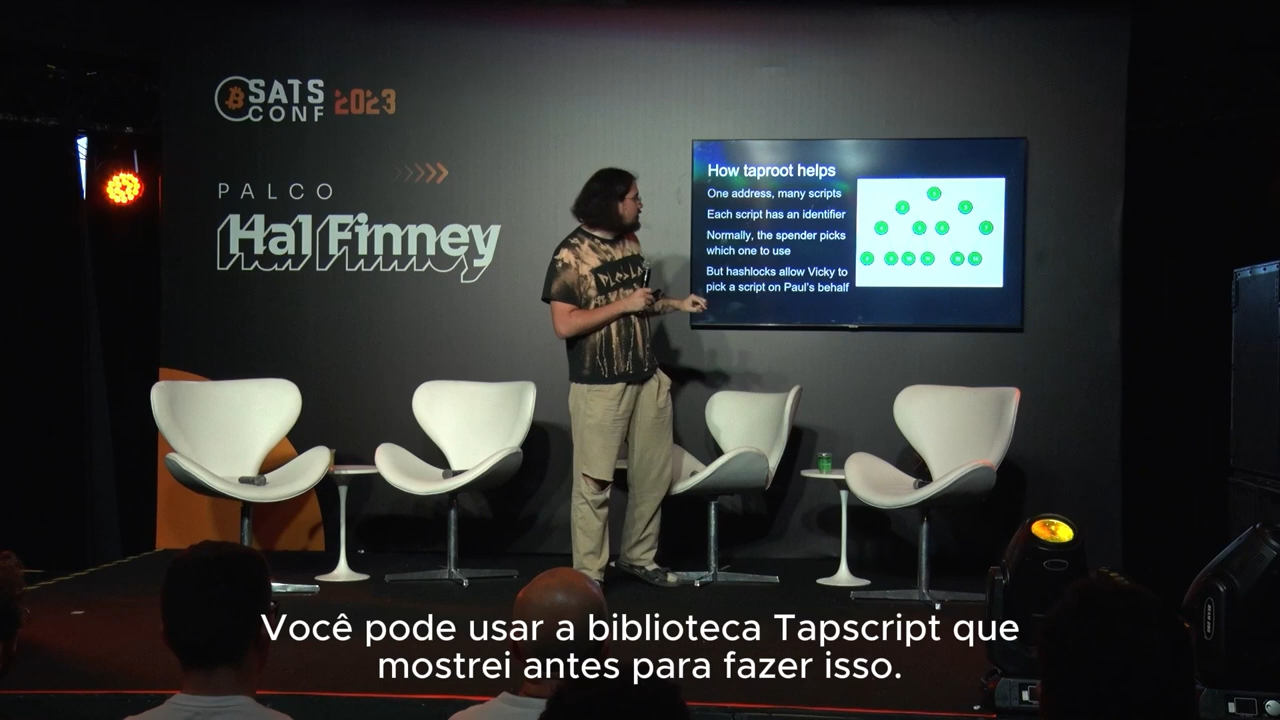 SATS
CONF
2023
PALCO
Hal Finney
How taproot helps
One address, many scripts
Each script has an identifier
Normally, the spender picks
which one to use
But hashlocks allow Vicky to
pick a script on Paul's behalf
Você pode usar a biblioteca Tapscript que
mostrei antes para fazer isso.